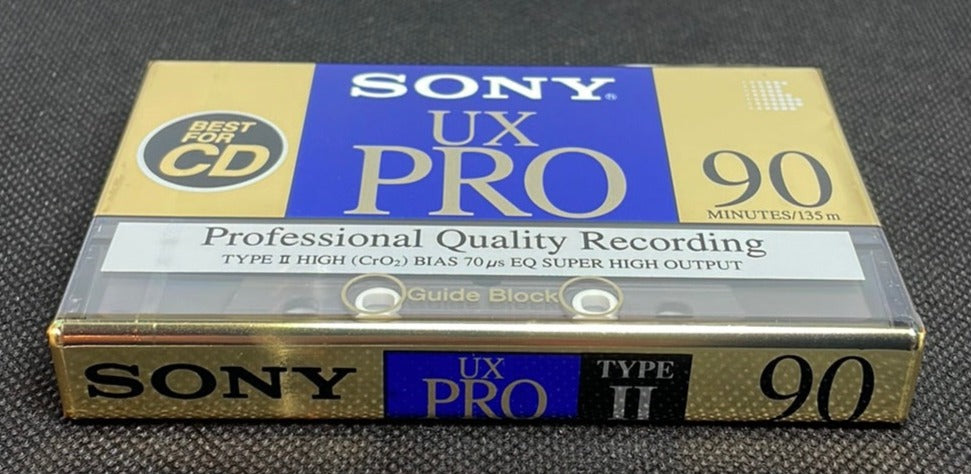 SONY®
UX
PRO
BEST
FOR
CD
90
MINUTES/135m
Professional Quality Recording
TYPE II HIGH (CrO₂) BIAS 70μs EQ SUPER HIGH OUTPUT
Guide Block
SONY
UX
PRO
TYPE
II
90